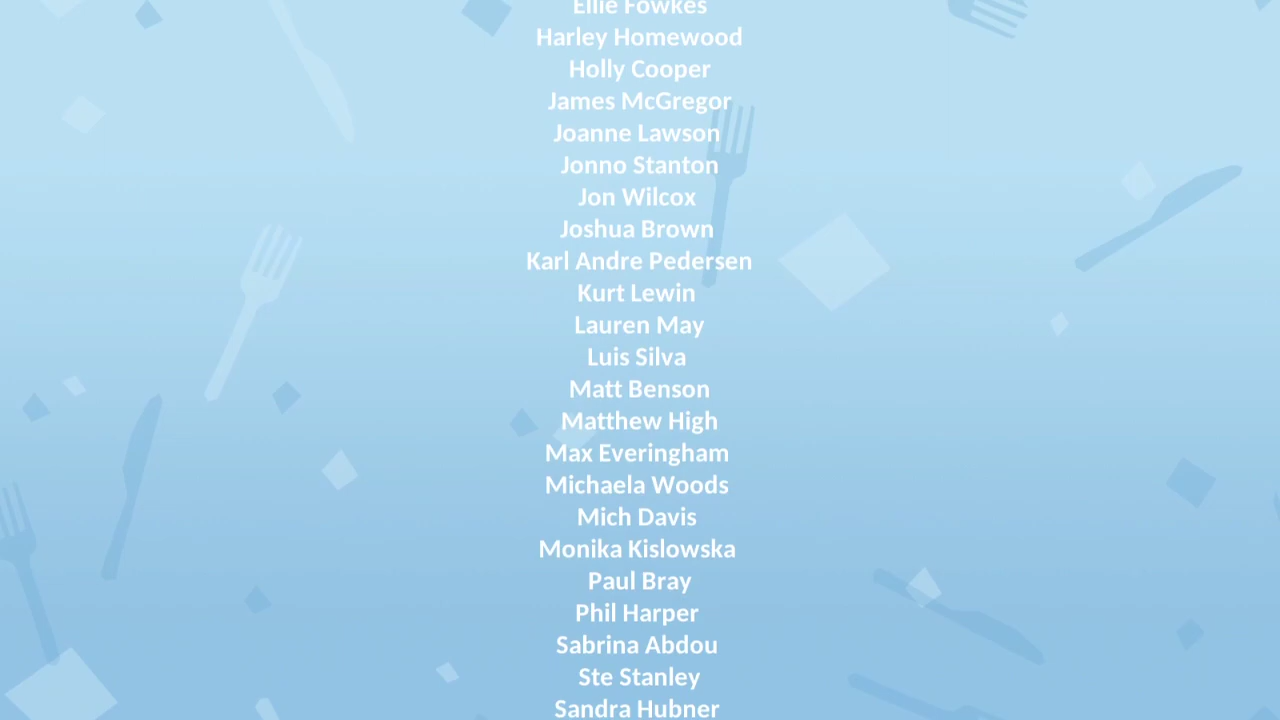 Ellie Fowkes
Harley Homewood
Holly Cooper
James McGregor
Joanne Lawson
Jonno Stanton
Jon Wilcox
Joshua Brown
Karl Andre Pedersen
Kurt Lewin
Lauren May
Luis Silva
Matt Benson
Matthew High
Max Everingham
Michaela Woods
Mich Davis
Monika Kislowska
Paul Bray
Phil Harper
Sabrina Abdou
Ste Stanley
Sandra Hubner